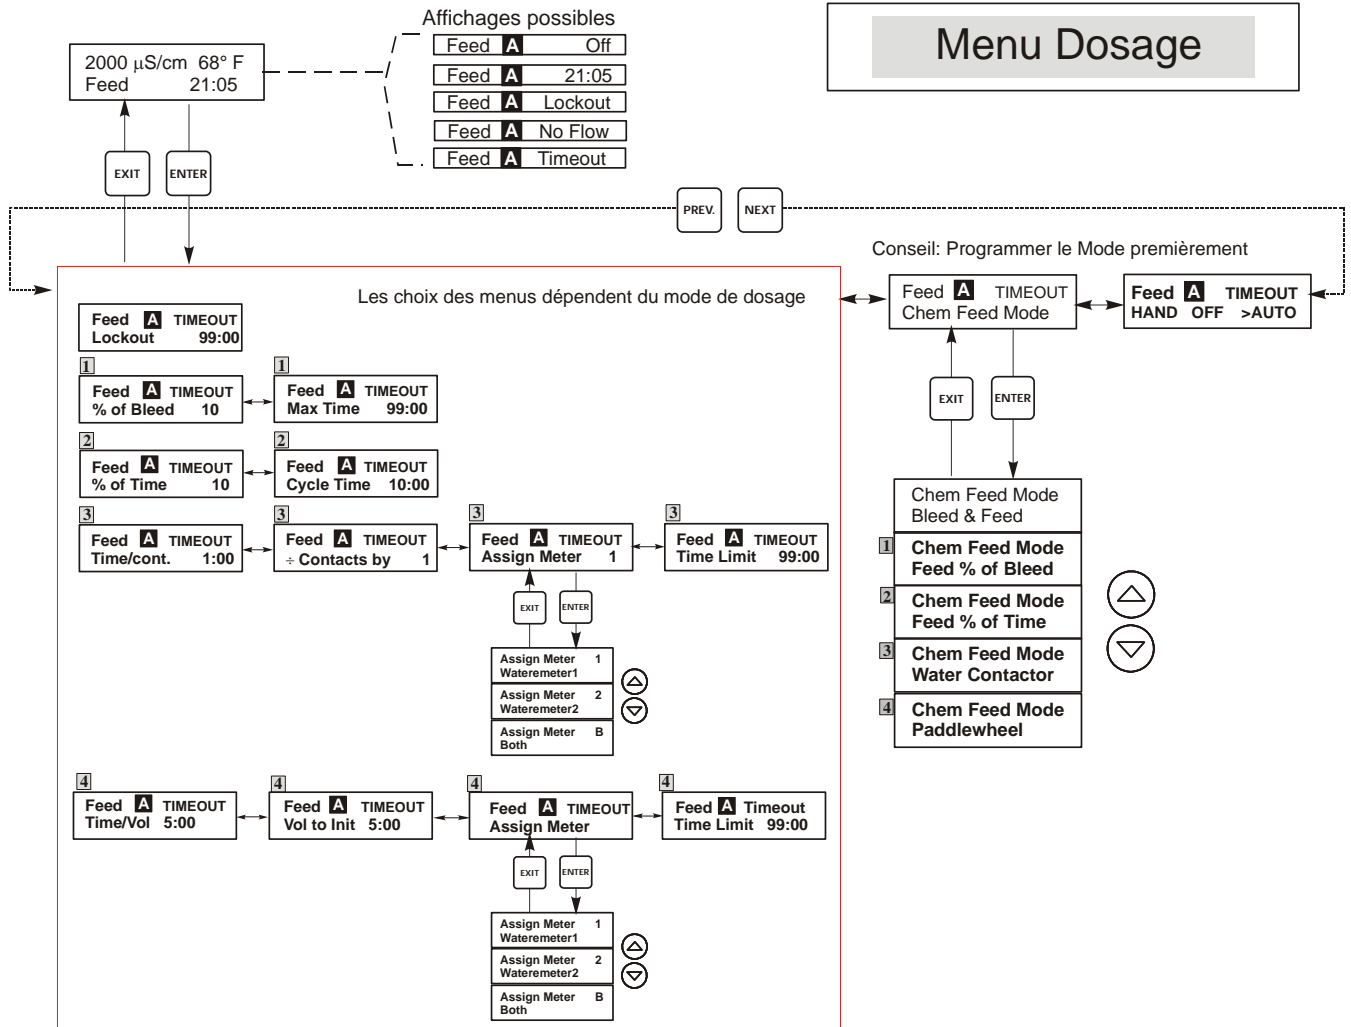 Affichages possibles
Menu Dosage
2000 µS/cm 68° F
Feed 21:05
Feed A Off
Feed A 21:05
Feed A Lockout
Feed A No Flow
Feed A Timeout
EXIT
ENTER
PREV.
NEXT
Conseil: Programmer le Mode premièrement
Les choix des menus dépendent du mode de dosage
Feed A TIMEOUT
Chem Feed Mode
Feed A TIMEOUT
HAND OFF >AUTO
EXIT
ENTER
Chem Feed Mode
Bleed & Feed
1
Chem Feed Mode
Feed % of Bleed
2
Chem Feed Mode
Feed % of Time
3
Chem Feed Mode
Water Contactor
4
Chem Feed Mode
Paddlewheel
Feed A TIMEOUT
Lockout 99:00
1
Feed A TIMEOUT
% of Bleed 10
1
Feed A TIMEOUT
Max Time 99:00
2
Feed A TIMEOUT
% of Time 10
2
Feed A TIMEOUT
Cycle Time 10:00
3
Feed A TIMEOUT
Time/cont. 1:00
3
Feed A TIMEOUT
÷ Contacts by 1
3
Feed A TIMEOUT
Assign Meter 1
3
Feed A TIMEOUT
Time Limit 99:00
EXIT
ENTER
Assign Meter 1
Wateremeter1
Assign Meter 2
Wateremeter2
Assign Meter B
Both
4
Feed A TIMEOUT
Time/Vol 5:00
4
Feed A TIMEOUT
Vol to Init 5:00
4
Feed A TIMEOUT
Assign Meter
4
Feed A Timeout
Time Limit 99:00
EXIT
ENTER
Assign Meter 1
Wateremeter1
Assign Meter 2
Wateremeter2
Assign Meter B
Both